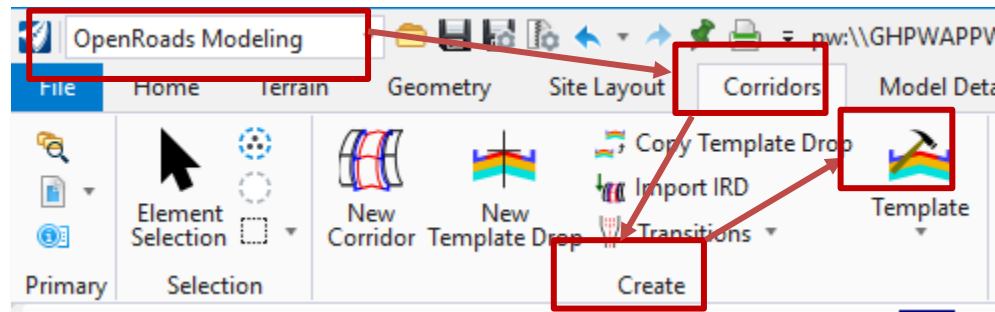 OpenRoads Modeling
pw:\\GHPWAPPW
File Home Terrain Geometry Site Layout Corridors Model Deta
Copy Template Drop
Import IRD
Transitions
Element
Selection
New
Corridor
New
Template Drop
Template
Primary Selection Create